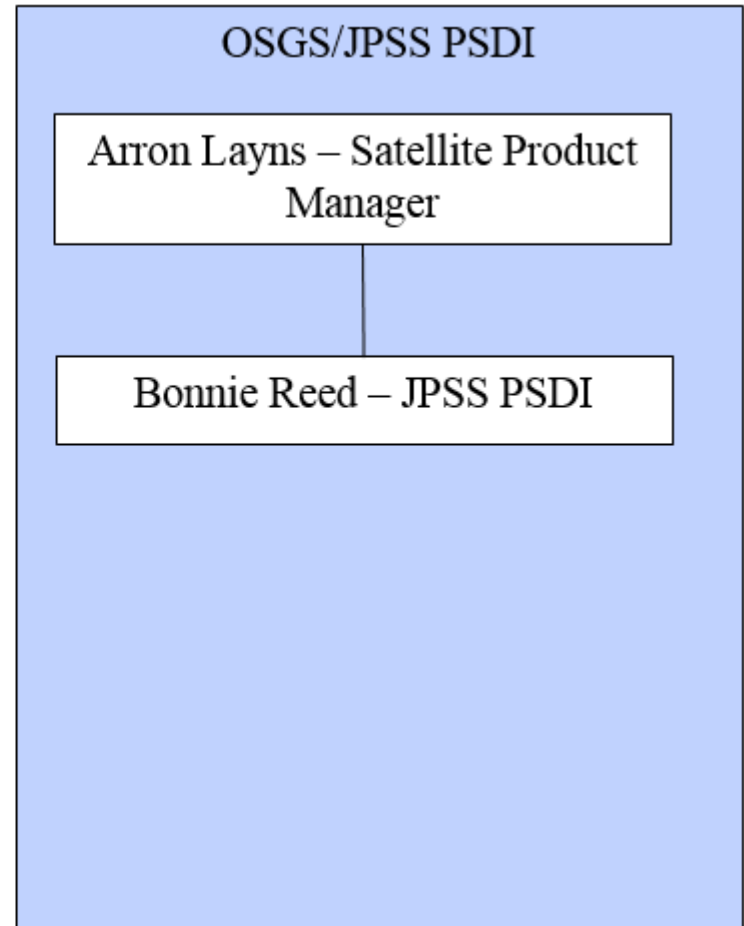 OSGS/JPSS PSDI
Arron Layns – Satellite Product
Manager
Bonnie Reed – JPSS PSDI